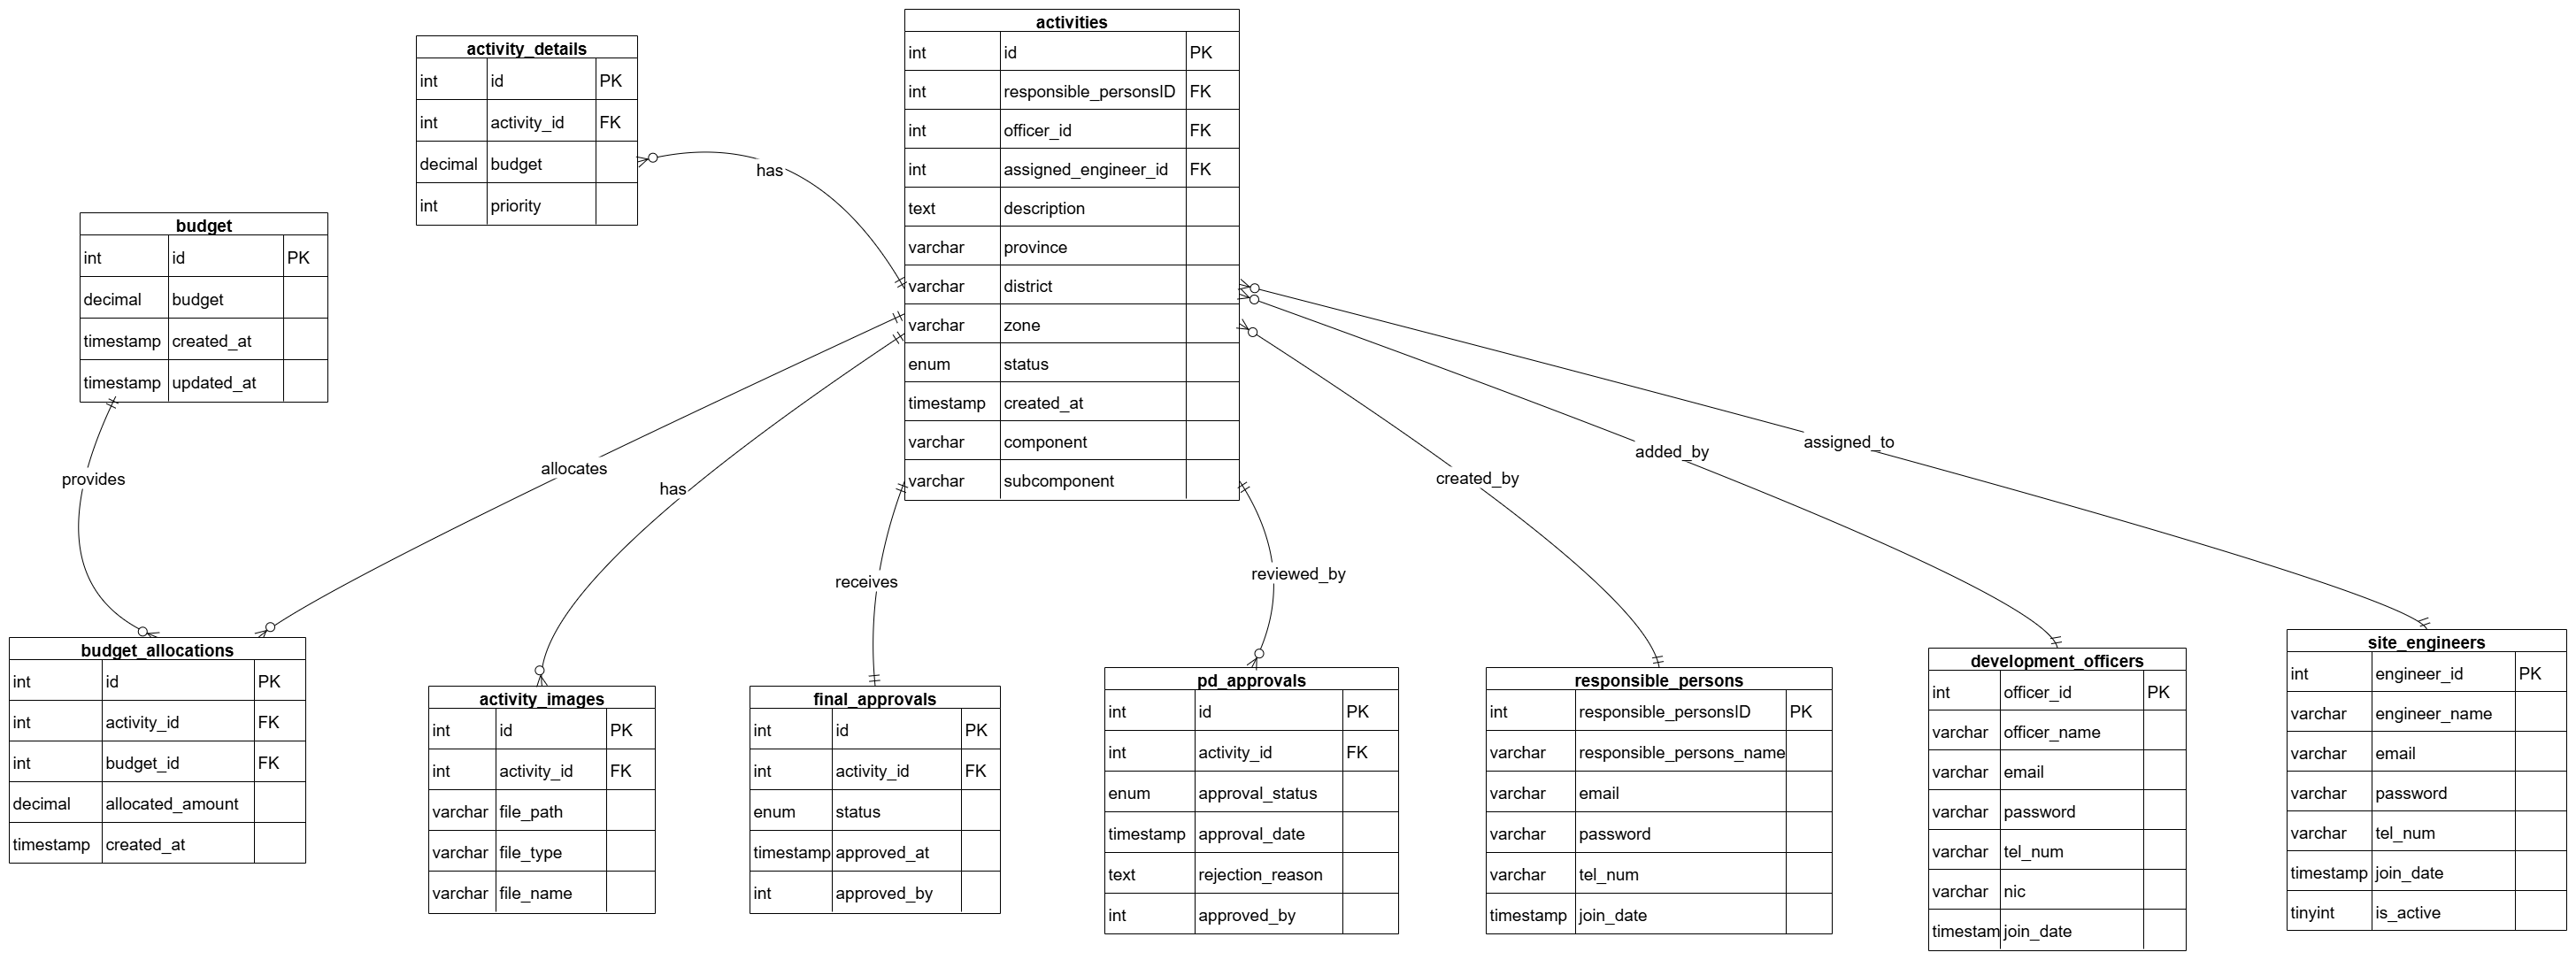 activities
int id PK
int responsible_personsID FK
int officer_id FK
int assigned_engineer_id FK
text description
varchar province
varchar district
varchar zone
enum status
timestamp created_at
varchar component
varchar subcomponent
activity_details
int id PK
int activity_id FK
decimal budget
int priority
has
budget
int id PK
decimal budget
timestamp created_at
timestamp updated_at
provides
allocates
has
receives
reviewed_by
created_by
added_by
assigned_to
budget_allocations
int id PK
int activity_id FK
int budget_id FK
decimal allocated_amount
timestamp created_at
activity_images
int id PK
int activity_id FK
varchar file_path
varchar file_type
varchar file_name
final_approvals
int id PK
int activity_id FK
enum status
timestamp approved_at
int approved_by
pd_approvals
int id PK
int activity_id FK
enum approval_status
timestamp approval_date
text rejection_reason
int approved_by
responsible_persons
int responsible_personsID PK
varchar responsible_persons_name
varchar email
varchar password
varchar tel_num
timestamp join_date
development_officers
int officer_id PK
varchar officer_name
varchar email
varchar password
varchar tel_num
varchar nic
timestam join_date
site_engineers
int engineer_id PK
varchar engineer_name
varchar email
varchar password
varchar tel_num
timestamp join_date
tinyint is_active